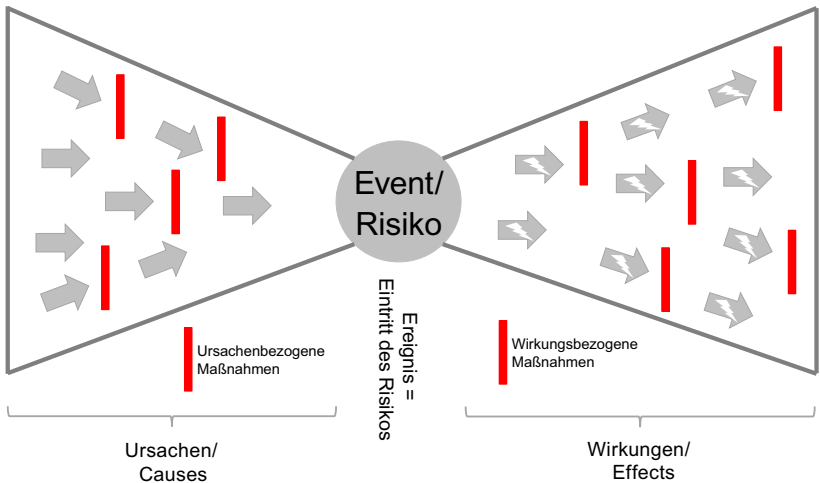 Event/
Risiko
Ereignis =
Eintritt des Risikos
Ursachenbezogene
Maßnahmen
Wirkungsbezogene
Maßnahmen
Ursachen/
Causes
Wirkungen/
Effects